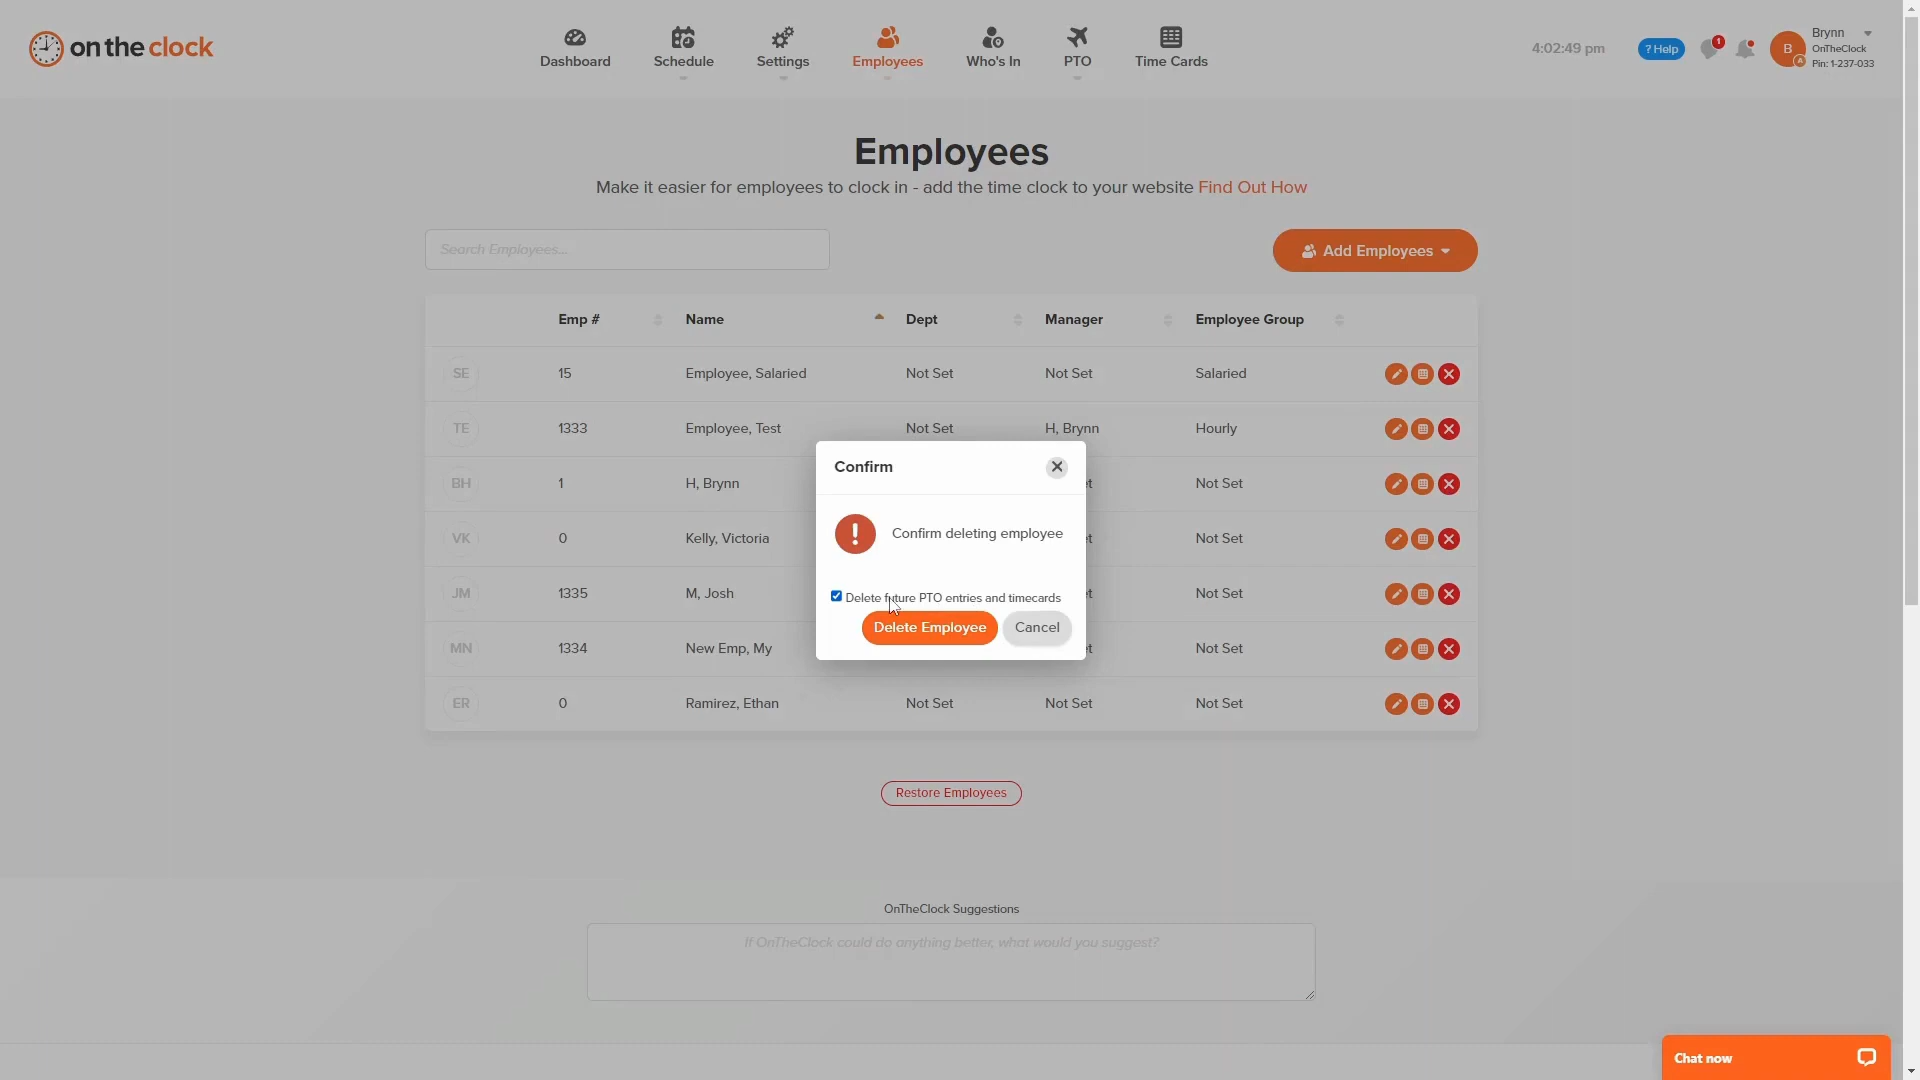 on the clock
Dashboard
Schedule
Settings
Employees
Who's In
PTO
Time Cards
4:02:49 pm
? Help
1
B
A
Brynn
OnTheClock
Pin: 1-237-033
Employees
Make it easier for employees to clock in - add the time clock to your website Find Out How
Search Employees...
Add Employees
Emp # Name Dept Manager Employee Group
SE 15 Employee, Salaried Not Set Not Set Salaried
TE 1333 Employee, Test Not Set H, Brynn Hourly
BH 1 H, Brynn Not Set
VK 0 Kelly, Victoria Not Set
JM 1335 M, Josh Not Set
MN 1334 New Emp, My Not Set
ER 0 Ramirez, Ethan Not Set Not Set Not Set
Confirm
Confirm deleting employee
Delete future PTO entries and timecards
Delete Employee
Cancel
Restore Employees
OnTheClock Suggestions
If OnTheClock could do anything better, what would you suggest?
Chat now